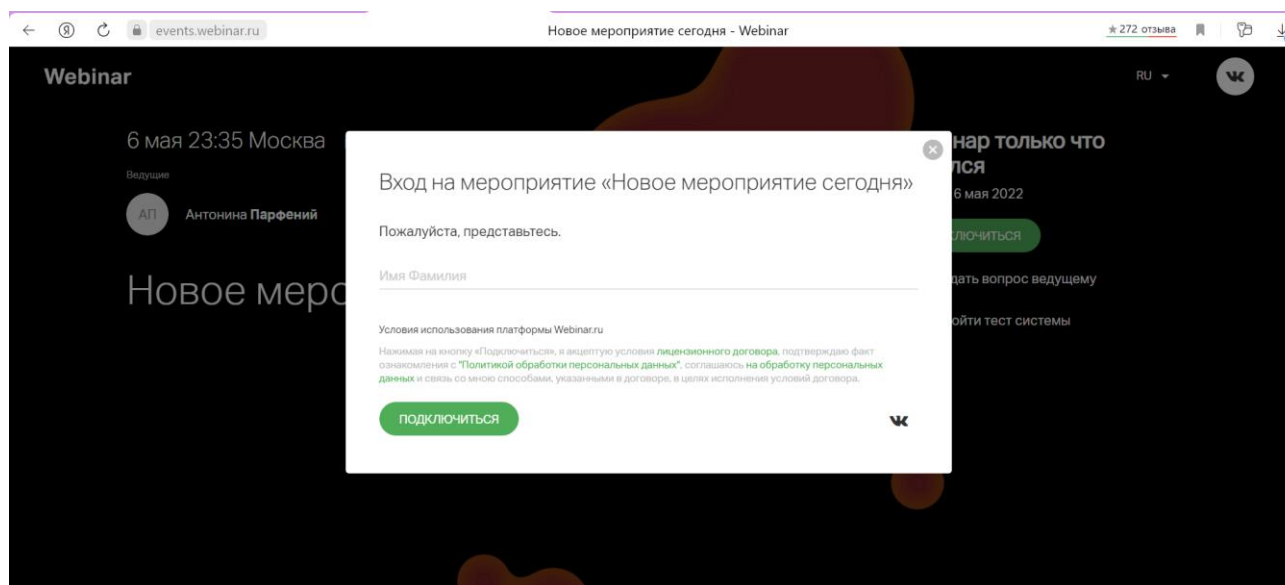 events.webinar.ru
Новое мероприятие сегодня - Webinar
★ 272 отзыва
Webinar
RU
6 мая 23:35 Москва
Ведущие
АП
Антонина Парфений
Новое меро
Вход на мероприятие «Новое мероприятие сегодня»
Пожалуйста, представьтесь.
Имя Фамилия
Условия использования платформы Webinar.ru
Нажимая на кнопку «Подключиться», я акцептую условия лицензионного договора, подтверждаю факт
ознакомления с "Политикой обработки персональных данных", соглашаюсь на обработку персональных
данных и связь со мною способами, указанными в договоре, в целях исполнения условий договора.
ПОДКЛЮЧИТЬСЯ
нар только что
лся
6 мая 2022
КЛЮЧИТЬСЯ
дать вопрос ведущему
ойти тест системы